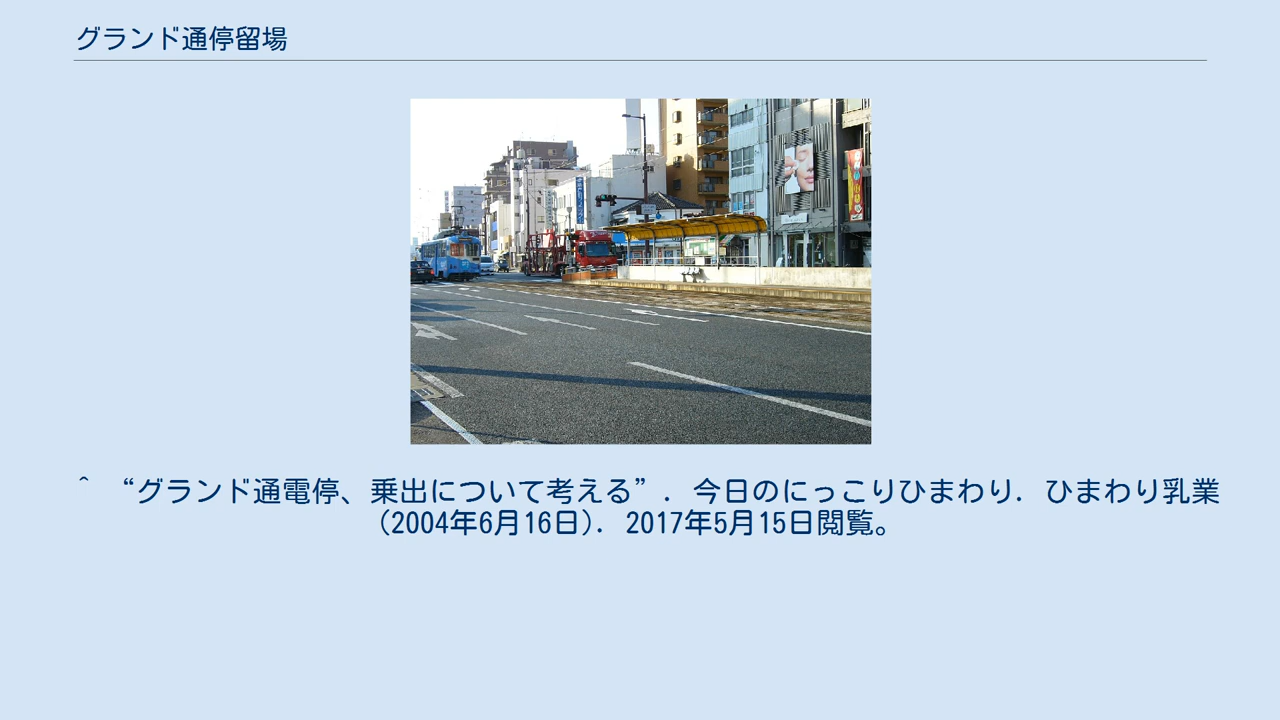 グランド通停留場
^ “グランド通電停、乗出について考える”. 今日のにっこりひまわり. ひまわり乳業
(2004年6月16日). 2017年5月15日閲覧。